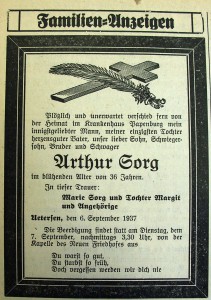 Familien=Anzeigen
Plötzlich und unerwartet verschied fern von
der Heimat im Krankenhaus Papenburg mein
innigstgeliebter Mann, meiner einzigsten Tochter
herzensguter Vater, unser lieber Sohn, Schwieger-
sohn, Bruder und Schwager
Arthur Sorg
im blühenden Alter von 36 Jahren.
In tiefer Trauer:
Marie Sorg und Tochter Margit
und Angehörige
Uetersen, den 6. September 1937
Die Beerdigung findet statt am Dienstag, dem
7. September, nachmittags 3,30 Uhr, von der
Kapelle des Neuen Friedhofes aus
Du warst so gut,
Du starbst so früh,
Doch vergessen werden wir dich nie